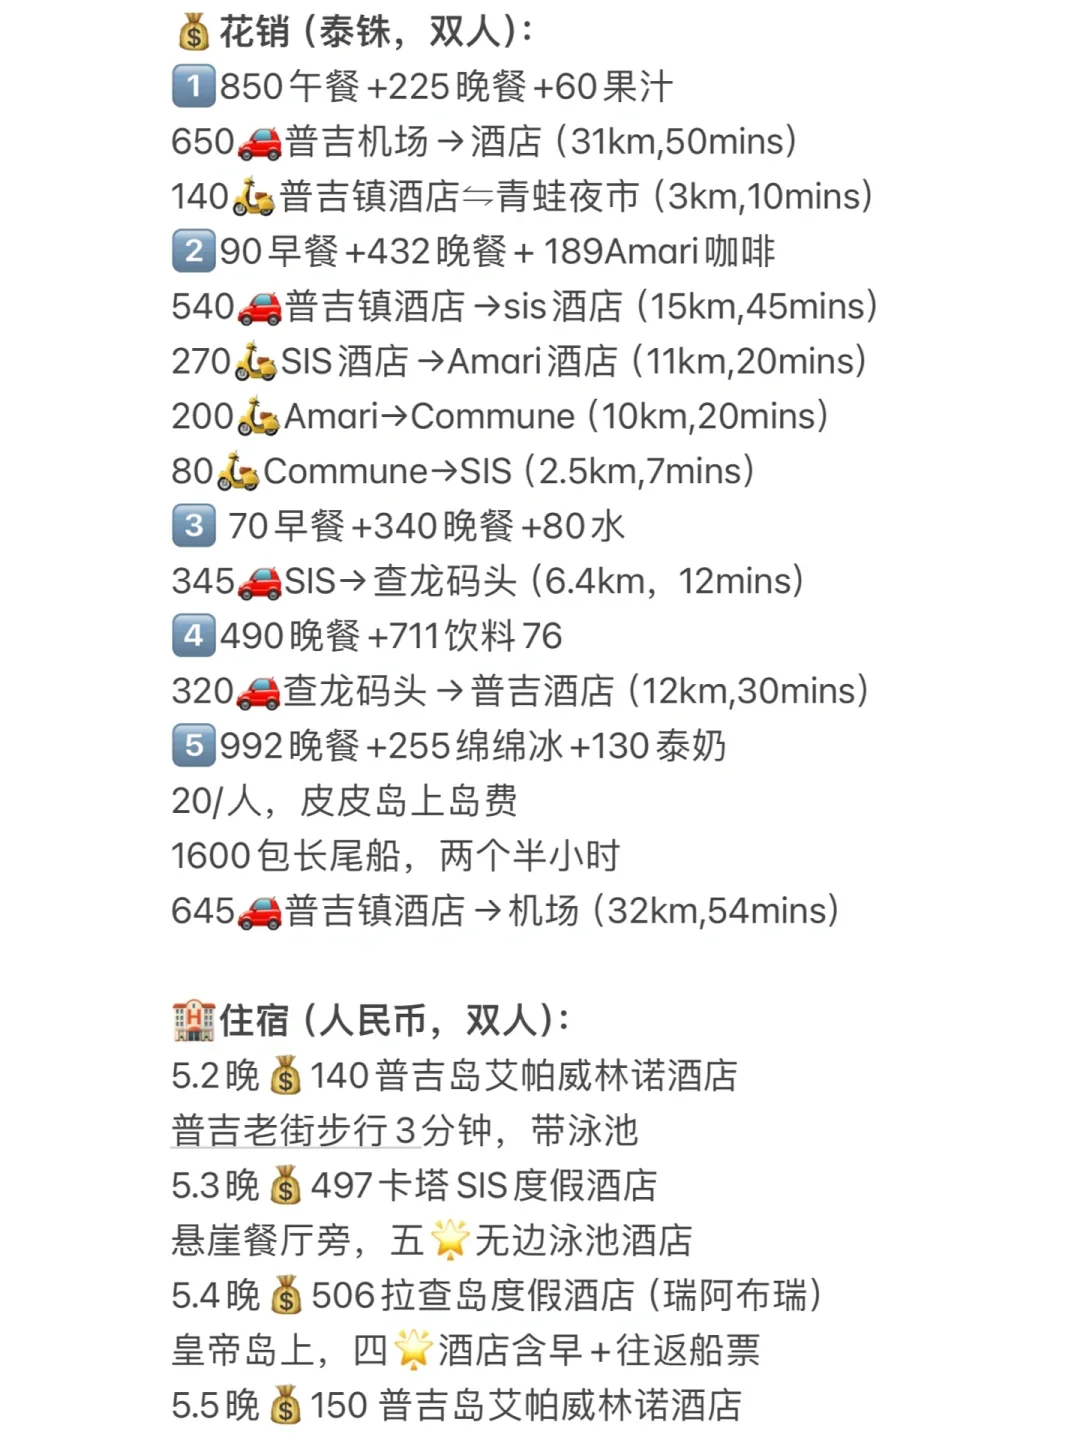 💰花销（泰铢，双人）：
1️⃣850午餐+225晚餐+60果汁
650🚗普吉机场→酒店（31km,50mins）
140🛵普吉镇酒店⇋青蛙夜市（3km,10mins）
2️⃣90早餐+432晚餐+ 189Amari咖啡
540🚗普吉镇酒店→sis酒店（15km,45mins）
270🛵SIS酒店→Amari酒店（11km,20mins）
200🛵Amari→Commune（10km,20mins）
80🛵Commune→SIS（2.5km,7mins）
3️⃣ 70早餐+340晚餐+80水
345🚗SIS→查龙码头（6.4km，12mins）
4️⃣490晚餐+711饮料76
320🚗查龙码头→普吉酒店（12km,30mins）
5️⃣992晚餐+255绵绵冰+130泰奶
20/人，皮皮岛上岛费
1600包长尾船，两个半小时
645🚗普吉镇酒店→机场（32km,54mins）
🏩住宿（人民币，双人）：
5.2晚💰140普吉岛艾帕威林诺酒店
普吉老街步行3分钟，带泳池
5.3晚💰497卡塔SIS度假酒店
悬崖餐厅旁，五🌟无边泳池酒店
5.4晚💰506拉查岛度假酒店（瑞阿布瑞）
皇帝岛上，四🌟酒店含早+往返船票
5.5晚💰150 普吉岛艾帕威林诺酒店